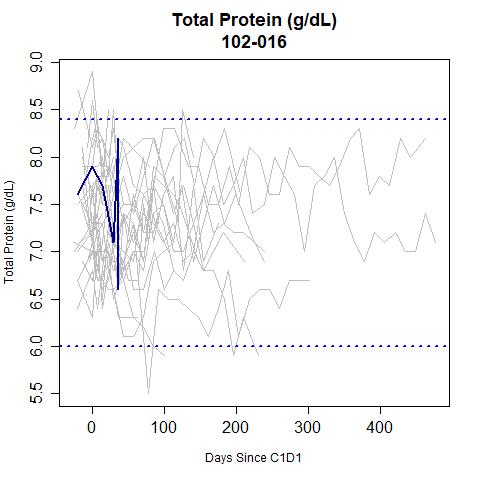 Total Protein (g/dL)
102-016
9.0
8.5
8.0
7.5
7.0
6.5
6.0
5.5
Total Protein (g/dL)
0 100 200 300 400
Days Since C1D1